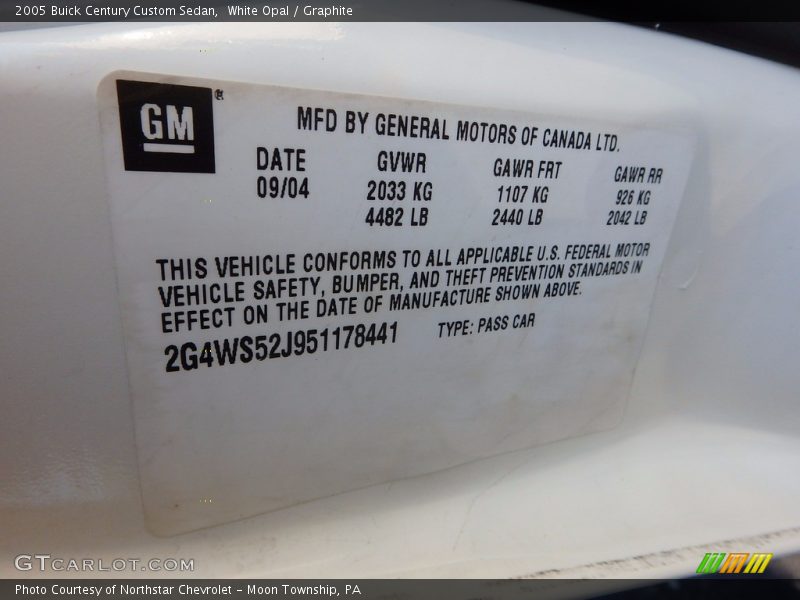 2005 Buick Century Custom Sedan, White Opal / Graphite
GM®
MFD BY GENERAL MOTORS OF CANADA LTD.
DATE GVWR GAWR FRT GAWR RR
09/04 2033 KG 1107 KG 926 KG
4482 LB 2440 LB 2042 LB
THIS VEHICLE CONFORMS TO ALL APPLICABLE U.S. FEDERAL MOTOR
VEHICLE SAFETY, BUMPER, AND THEFT PREVENTION STANDARDS IN
EFFECT ON THE DATE OF MANUFACTURE SHOWN ABOVE.
2G4WS52J951178441 TYPE: PASS CAR
GTCARLOT.COM
Photo Courtesy of Northstar Chevrolet - Moon Township, PA